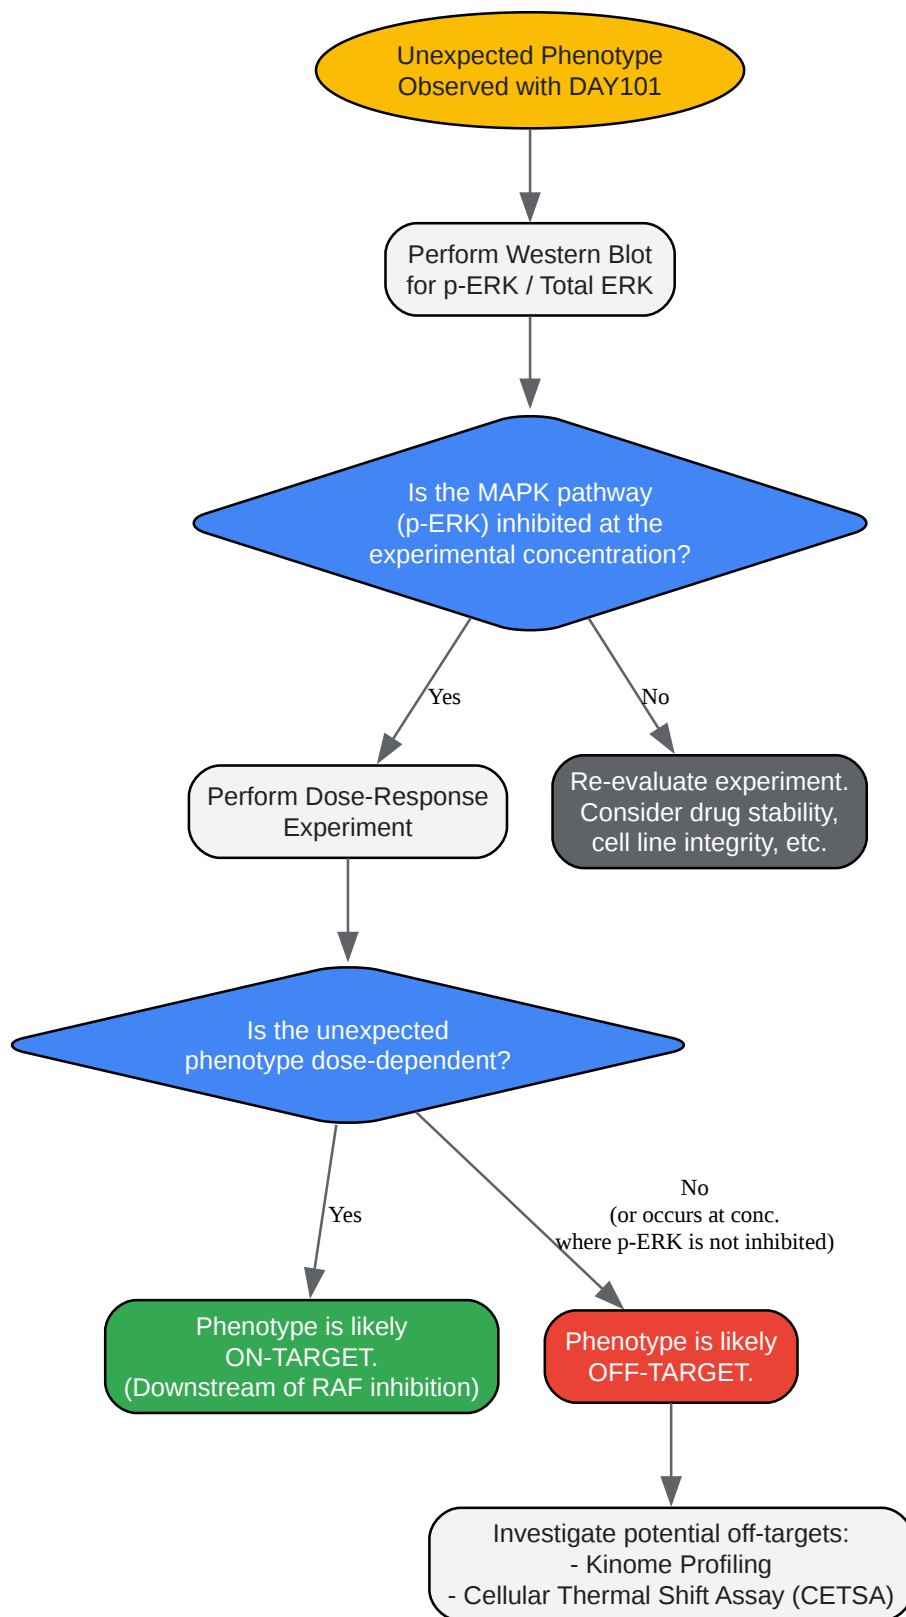 Unexpected Phenotype
Observed with DAY101
Perform Western Blot
for p-ERK / Total ERK
Is the MAPK pathway
(p-ERK) inhibited at the
experimental concentration?
Yes
No
Perform Dose-Response
Experiment
Re-evaluate experiment.
Consider drug stability,
cell line integrity, etc.
Is the unexpected
phenotype dose-dependent?
Yes
No
(or occurs at conc.
where p-ERK is not inhibited)
Phenotype is likely
ON-TARGET.
(Downstream of RAF inhibition)
Phenotype is likely
OFF-TARGET.
Investigate potential off-targets:
- Kinome Profiling
- Cellular Thermal Shift Assay (CETSA)